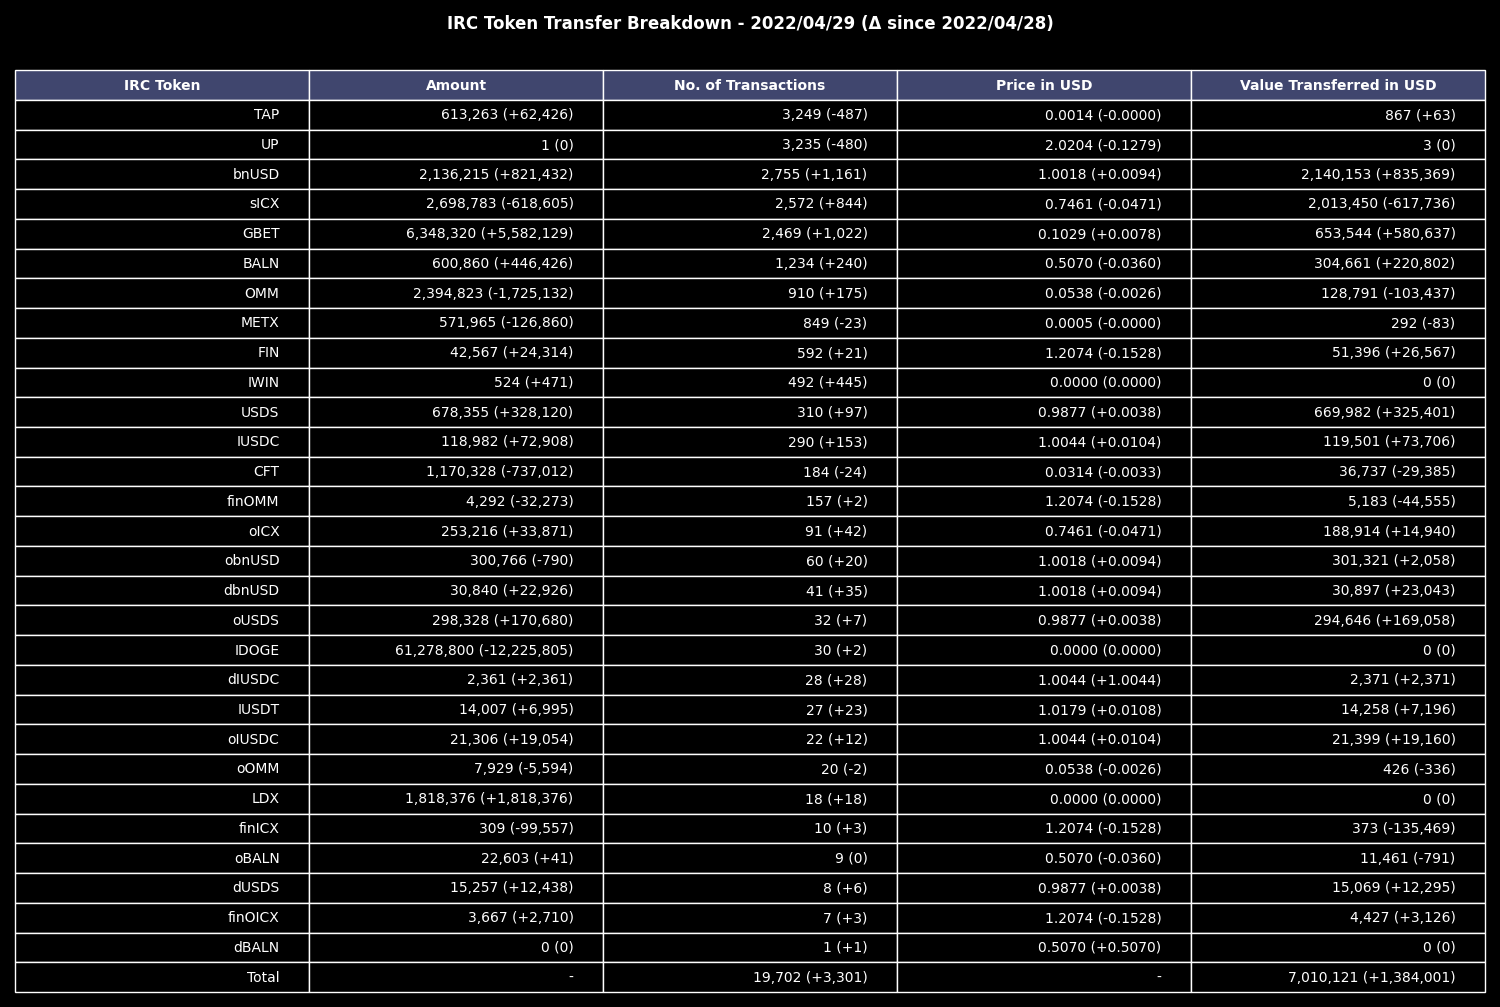 IRC Token Transfer Breakdown - 2022/04/29 (Δ since 2022/04/28)
IRC Token Amount No. of Transactions Price in USD Value Transferred in USD
TAP 613,263 (+62,426) 3,249 (-487) 0.0014 (-0.0000) 867 (+63)
UP 1 (0) 3,235 (-480) 2.0204 (-0.1279) 3 (0)
bnUSD 2,136,215 (+821,432) 2,755 (+1,161) 1.0018 (+0.0094) 2,140,153 (+835,369)
sICX 2,698,783 (-618,605) 2,572 (+844) 0.7461 (-0.0471) 2,013,450 (-617,736)
GBET 6,348,320 (+5,582,129) 2,469 (+1,022) 0.1029 (+0.0078) 653,544 (+580,637)
BALN 600,860 (+446,426) 1,234 (+240) 0.5070 (-0.0360) 304,661 (+220,802)
OMM 2,394,823 (-1,725,132) 910 (+175) 0.0538 (-0.0026) 128,791 (-103,437)
METX 571,965 (-126,860) 849 (-23) 0.0005 (-0.0000) 292 (-83)
FIN 42,567 (+24,314) 592 (+21) 1.2074 (-0.1528) 51,396 (+26,567)
IWIN 524 (+471) 492 (+445) 0.0000 (0.0000) 0 (0)
USDS 678,355 (+328,120) 310 (+97) 0.9877 (+0.0038) 669,982 (+325,401)
IUSDC 118,982 (+72,908) 290 (+153) 1.0044 (+0.0104) 119,501 (+73,706)
CFT 1,170,328 (-737,012) 184 (-24) 0.0314 (-0.0033) 36,737 (-29,385)
finOMM 4,292 (-32,273) 157 (+2) 1.2074 (-0.1528) 5,183 (-44,555)
oICX 253,216 (+33,871) 91 (+42) 0.7461 (-0.0471) 188,914 (+14,940)
obnUSD 300,766 (-790) 60 (+20) 1.0018 (+0.0094) 301,321 (+2,058)
dbnUSD 30,840 (+22,926) 41 (+35) 1.0018 (+0.0094) 30,897 (+23,043)
oUSDS 298,328 (+170,680) 32 (+7) 0.9877 (+0.0038) 294,646 (+169,058)
IDOGE 61,278,800 (-12,225,805) 30 (+2) 0.0000 (0.0000) 0 (0)
dIUSDC 2,361 (+2,361) 28 (+28) 1.0044 (+1.0044) 2,371 (+2,371)
IUSDT 14,007 (+6,995) 27 (+23) 1.0179 (+0.0108) 14,258 (+7,196)
oIUSDC 21,306 (+19,054) 22 (+12) 1.0044 (+0.0104) 21,399 (+19,160)
oOMM 7,929 (-5,594) 20 (-2) 0.0538 (-0.0026) 426 (-336)
LDX 1,818,376 (+1,818,376) 18 (+18) 0.0000 (0.0000) 0 (0)
finICX 309 (-99,557) 10 (+3) 1.2074 (-0.1528) 373 (-135,469)
oBALN 22,603 (+41) 9 (0) 0.5070 (-0.0360) 11,461 (-791)
dUSDS 15,257 (+12,438) 8 (+6) 0.9877 (+0.0038) 15,069 (+12,295)
finOICX 3,667 (+2,710) 7 (+3) 1.2074 (-0.1528) 4,427 (+3,126)
dBALN 0 (0) 1 (+1) 0.5070 (+0.5070) 0 (0)
Total - 19,702 (+3,301) - 7,010,121 (+1,384,001)